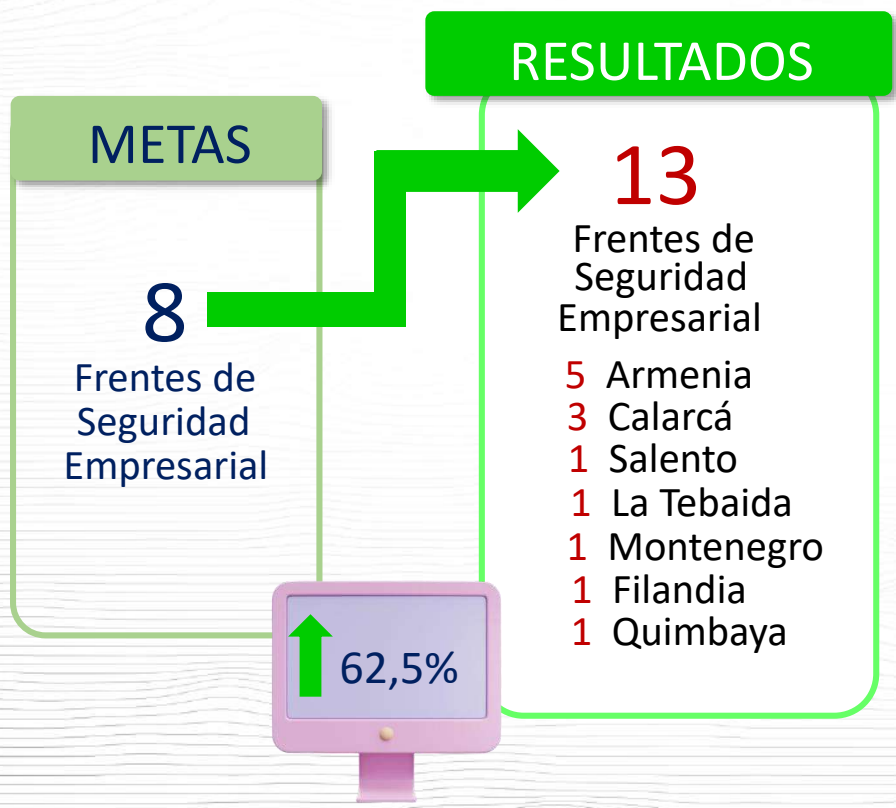 METAS
8
Frentes de
Seguridad
Empresarial
RESULTADOS
13
Frentes de
Seguridad
Empresarial
5 Armenia
3 Calarcá
1 Salento
1 La Tebaida
1 Montenegro
1 Filandia
1 Quimbaya
62,5%